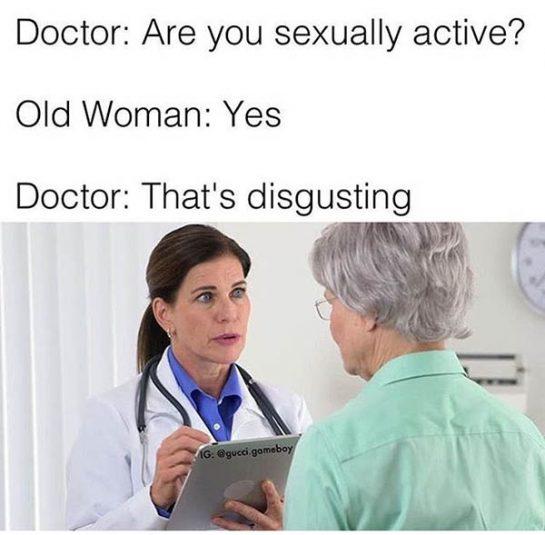 Doctor: Are you sexually active?
Old Woman: Yes
Doctor: That's disgusting
IG: @gucci.gameboy